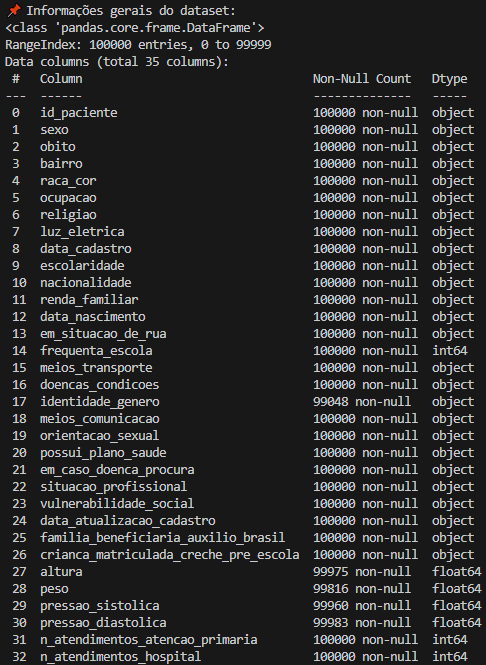 📌 Informações gerais do dataset:
<class 'pandas.core.frame.DataFrame'>
RangeIndex: 100000 entries, 0 to 99999
Data columns (total 35 columns):
 #   Column                               Non-Null Count   Dtype
---  ------                               --------------   -----
 0   id_paciente                          100000 non-null  object
 1   sexo                                 100000 non-null  object
 2   obito                                100000 non-null  object
 3   bairro                               100000 non-null  object
 4   raca_cor                             100000 non-null  object
 5   ocupacao                             100000 non-null  object
 6   religiao                             100000 non-null  object
 7   luz_eletrica                         100000 non-null  object
 8   data_cadastro                        100000 non-null  object
 9   escolaridade                         100000 non-null  object
 10  nacionalidade                        100000 non-null  object
 11  renda_familiar                       100000 non-null  object
 12  data_nascimento                      100000 non-null  object
 13  em_situacao_de_rua                   100000 non-null  object
 14  frequenta_escola                     100000 non-null  int64
 15  meios_transporte                     100000 non-null  object
 16  doencas_condicoes                    100000 non-null  object
 17  identidade_genero                    99048 non-null   object
 18  meios_comunicacao                    100000 non-null  object
 19  orientacao_sexual                    100000 non-null  object
 20  possui_plano_saude                   100000 non-null  object
 21  em_caso_doenca_procura               100000 non-null  object
 22  situacao_profissional                100000 non-null  object
 23  vulnerabilidade_social               100000 non-null  object
 24  data_atualizacao_cadastro            100000 non-null  object
 25  familia_beneficiaria_auxilio_brasil  100000 non-null  object
 26  crianca_matriculada_creche_pre_escola  100000 non-null  object
 27  altura                               99975 non-null   float64
 28  peso                                 99816 non-null   float64
 29  pressao_sistolica                    99960 non-null   float64
 30  pressao_diastolica                   99983 non-null   float64
 31  n_atendimentos_atencao_primaria      100000 non-null  int64
 32  n_atendimentos_hospital              100000 non-null  int64